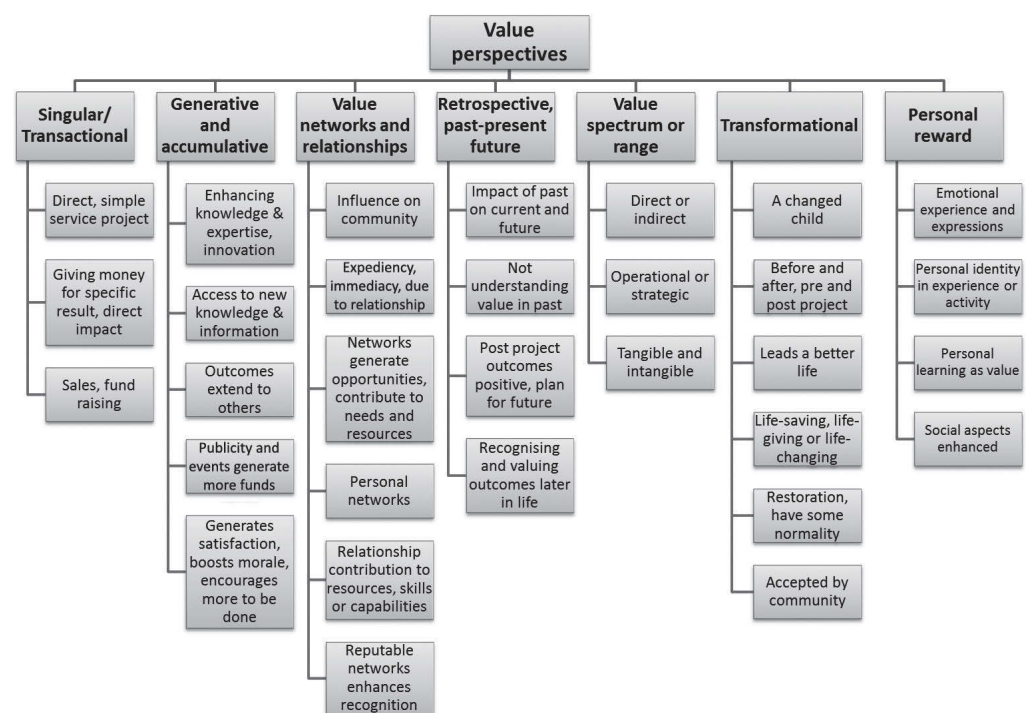 Value
perspectives
Singular/
Transactional
Direct, simple
service project
Giving money
for specific
result, direct
impact
Sales, fund
raising
Generative
and
accumulative
Enhancing
knowledge &
expertise,
innovation
Access to new
knowledge &
information
Outcomes
extend to
others
Publicity and
events generate
more funds
Generates
satisfaction,
boosts morale,
encourages
more to be
done
Value
networks and
relationships
Influence on
community
Expediency,
immediacy, due
to relationship
Networks
generate
opportunities,
contribute to
needs and
resources
Personal
networks
Relationship
contribution to
resources, skills
or capabilities
Reputable
networks
enhances
recognition
Retrospective,
past-present
future
Impact of past
on current and
future
Not
understanding
value in past
Post project
outcomes
positive, plan
for future
Recognising
and valuing
outcomes later
in life
Value
spectrum or
range
Direct or
indirect
Operational or
strategic
Tangible and
intangible
Transformational
A changed
child
Before and
after, pre and
post project
Leads a better
life
Life-saving, life-
giving or life-
changing
Restoration,
have some
normality
Accepted by
community
Personal
reward
Emotional
experience and
expressions
Personal identity
in experience or
activity
Personal
learning as value
Social aspects
enhanced